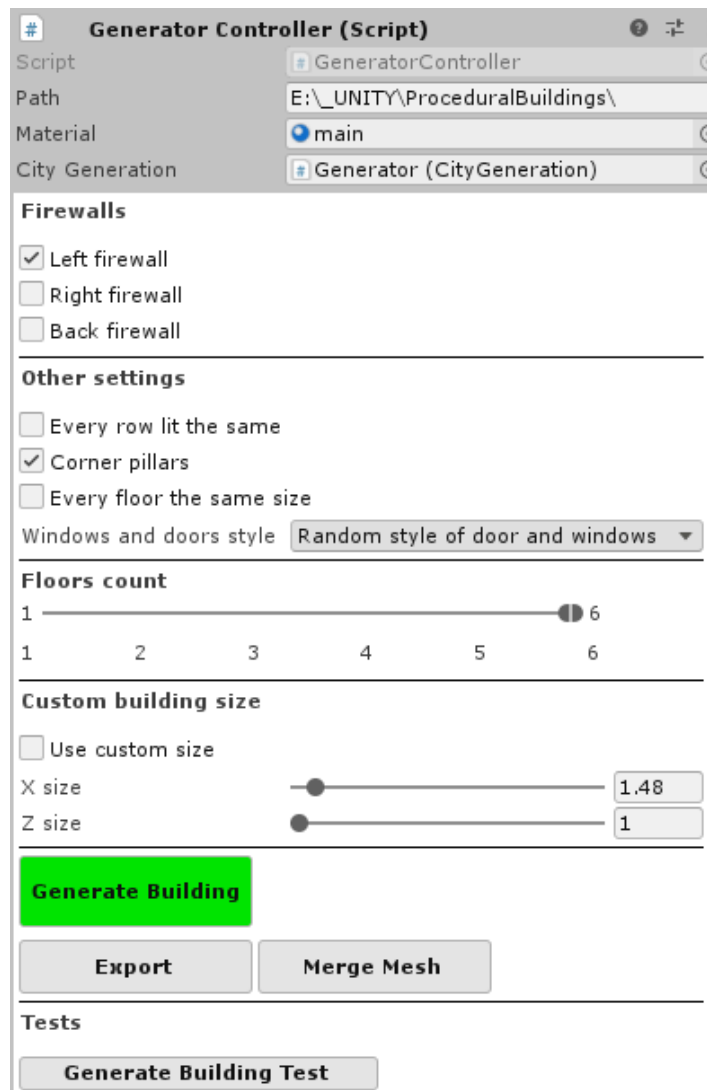 Generator Controller (Script)
Script GeneratorController
Path E:\_UNITY\ProceduralBuildings\
Material main
City Generation Generator (CityGeneration)
Firewalls
Left firewall
Right firewall
Back firewall
Other settings
Every row lit the same
Corner pillars
Every floor the same size
Windows and doors style Random style of door and windows
Floors count
1 6
1 2 3 4 5 6
Custom building size
Use custom size
X size 1.48
Z size 1
Generate Building
Export Merge Mesh
Tests
Generate Building Test